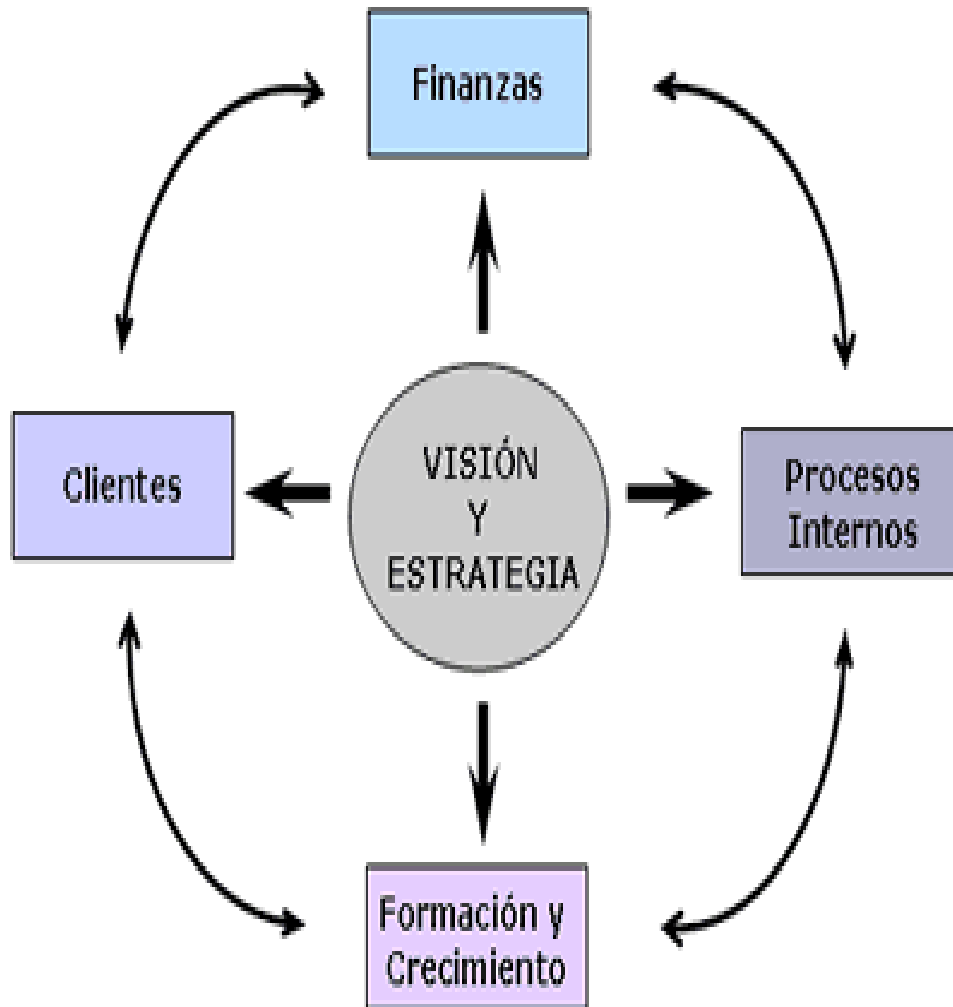 Finanzas
Clientes
VISIÓN
Y
ESTRATEGIA
Procesos
Internos
Formación y
Crecimiento